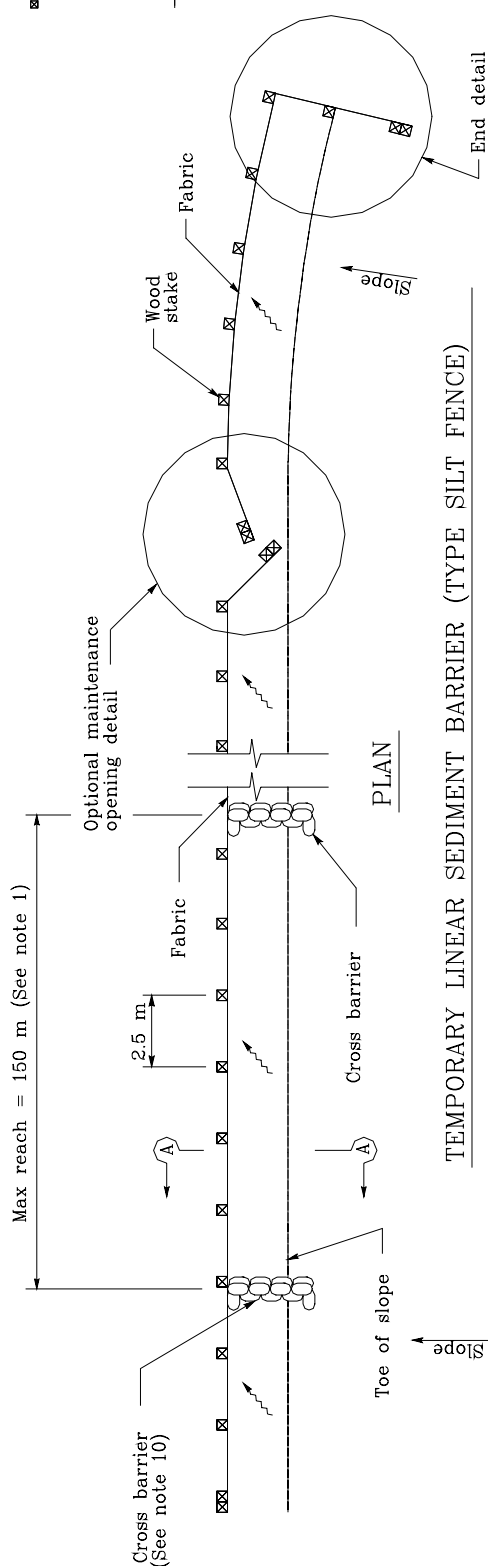 Max reach = 150 m (See note 1)
Cross barrier
(See note 10)
2.5 m
Fabric
Optional maintenance
opening detail
Wood
stake
Fabric
A
A
Toe of slope
Cross barrier
Slope
Slope
End detail
PLAN
TEMPORARY LINEAR SEDIMENT BARRIER (TYPE SILT FENCE)